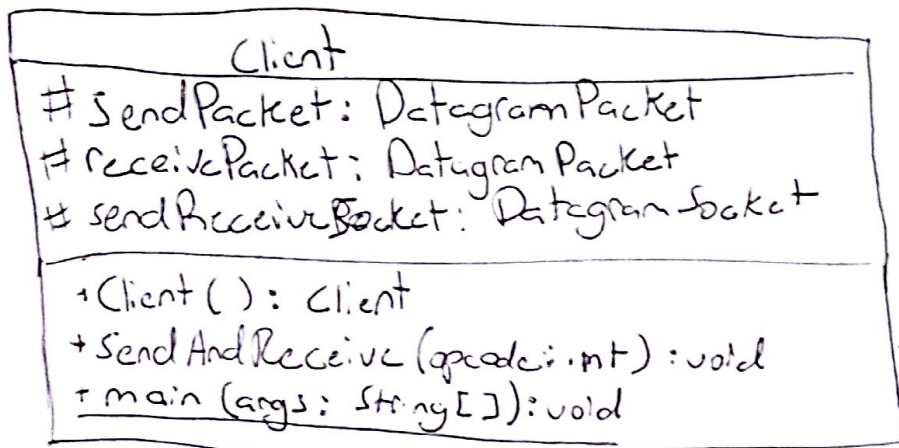 Client
# sendPacket: DatagramPacket
# receivePacket: DatagramPacket
# sendReceiveSocket: DatagramSocket
+ Client ( ) : Client
+ sendAndReceive (opcode: int) : void
+ main (args: String[ ]): void